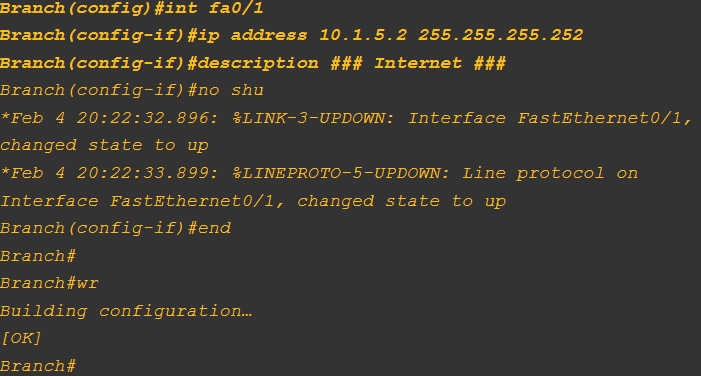 Branch(config)#int fa0/1
Branch(config-if)#ip address 10.1.5.2 255.255.255.252
Branch(config-if)#description ### Internet ###
Branch(config-if)#no shu
*Feb 4 20:22:32.896: %LINK-3-UPDOWN: Interface FastEthernet0/1,
changed state to up
*Feb 4 20:22:33.899: %LINEPROTO-5-UPDOWN: Line protocol on
Interface FastEthernet0/1, changed state to up
Branch(config-if)#end
Branch#
Branch#wr
Building configuration…
[OK]
Branch#